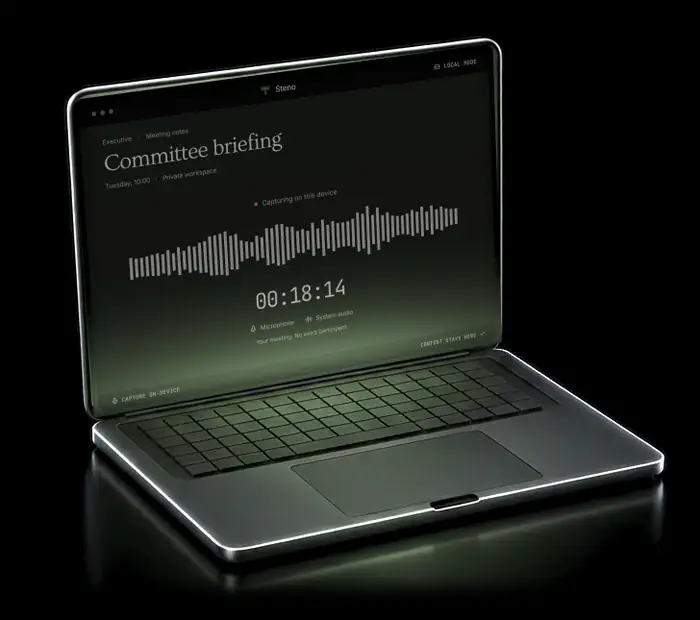 Steno
LOCAL MODE
Executive Meeting notes
Committee briefing
Tuesday, 10:00 Private workspace
Capturing on this device
00:18:14
Microphone System audio
Your meeting. No extra participant.
CAPTURE ON-DEVICE
CONTENT STAYS HERE ✓